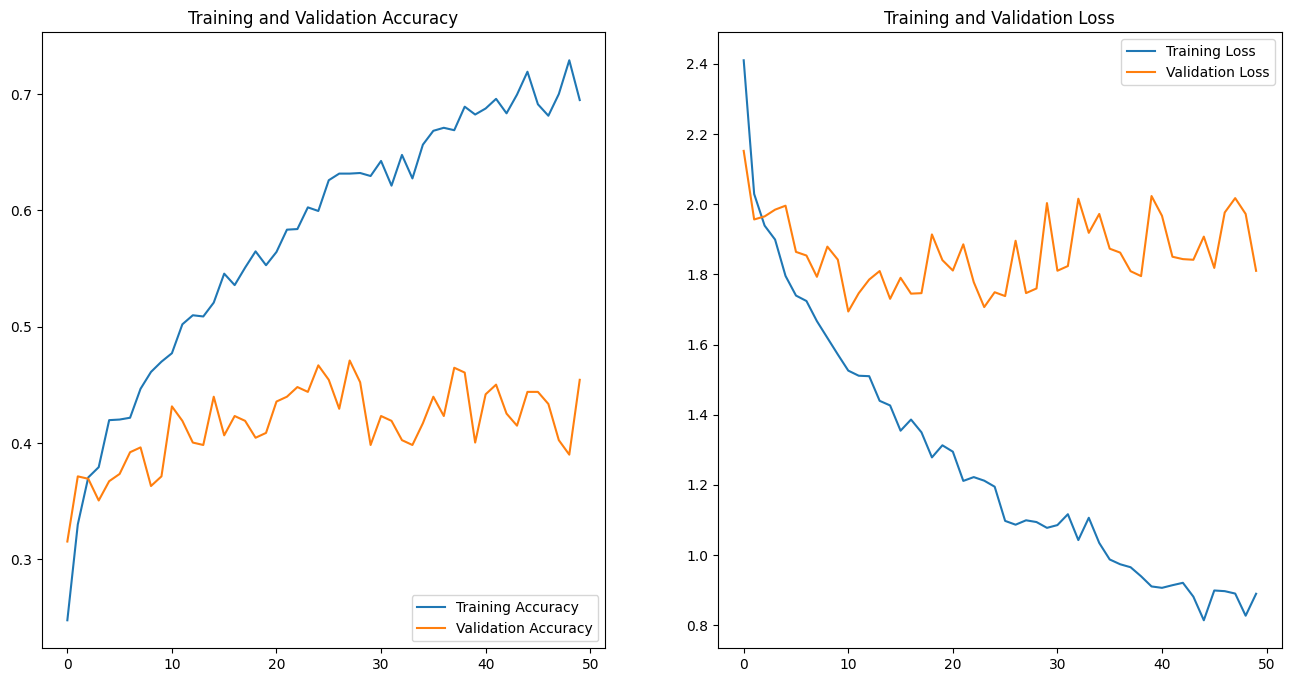 Training and Validation Accuracy
0.7
0.6
0.5
0.4
0.3
Training Accuracy
Validation Accuracy
0 10 20 30 40 50
Training and Validation Loss
Training Loss
Validation Loss
2.4
2.2
2.0
1.8
1.6
1.4
1.2
1.0
0.8
0 10 20 30 40 50